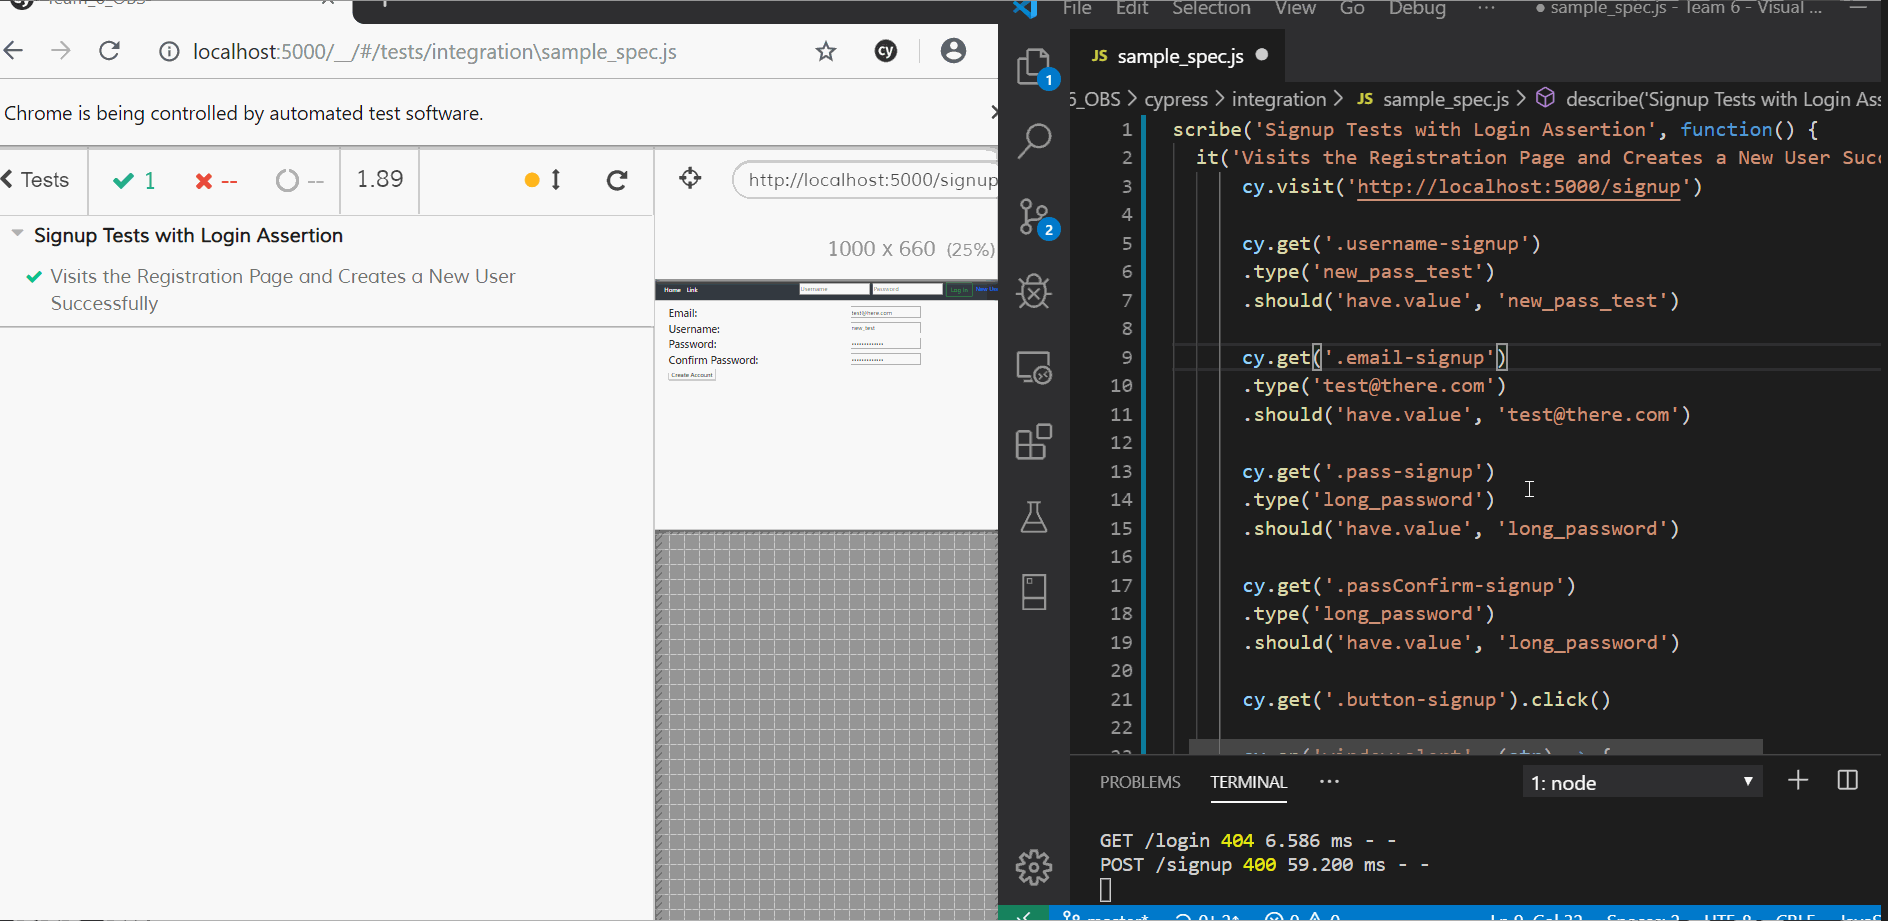 Team_6_OBS
localhost:5000/__/#/tests/integration\sample_spec.js
cy
Chrome is being controlled by automated test software.
Tests
1
--
--
1.89
http://localhost:5000/signup
Signup Tests with Login Assertion
1000 x 660 (25%)
Visits the Registration Page and Creates a New User
Successfully
Home Link Username Password Log In New Us
Email: test@here.com
Username: new_test
Password:
Confirm Password:
Create Account
File Edit Selection View Go Debug ··· ● sample_spec.js - Team 6 - Visual ...
JS sample_spec.js ●
6_OBS > cypress > integration > JS sample_spec.js > describe('Signup Tests with Login Ass
1
2
1 scribe('Signup Tests with Login Assertion', function() {
2 it('Visits the Registration Page and Creates a New User Succ
3 cy.visit('http://localhost:5000/signup')
4
5 cy.get('.username-signup')
6 .type('new_pass_test')
7 .should('have.value', 'new_pass_test')
8
9 cy.get('.email-signup')
10 .type('test@there.com')
11 .should('have.value', 'test@there.com')
12
13 cy.get('.pass-signup')
14 .type('long_password')
15 .should('have.value', 'long_password')
16
17 cy.get('.passConfirm-signup')
18 .type('long_password')
19 .should('have.value', 'long_password')
20
21 cy.get('.button-signup').click()
22
PROBLEMS TERMINAL ··· 1: node
GET /login 404 6.586 ms - -
POST /signup 400 59.200 ms - -